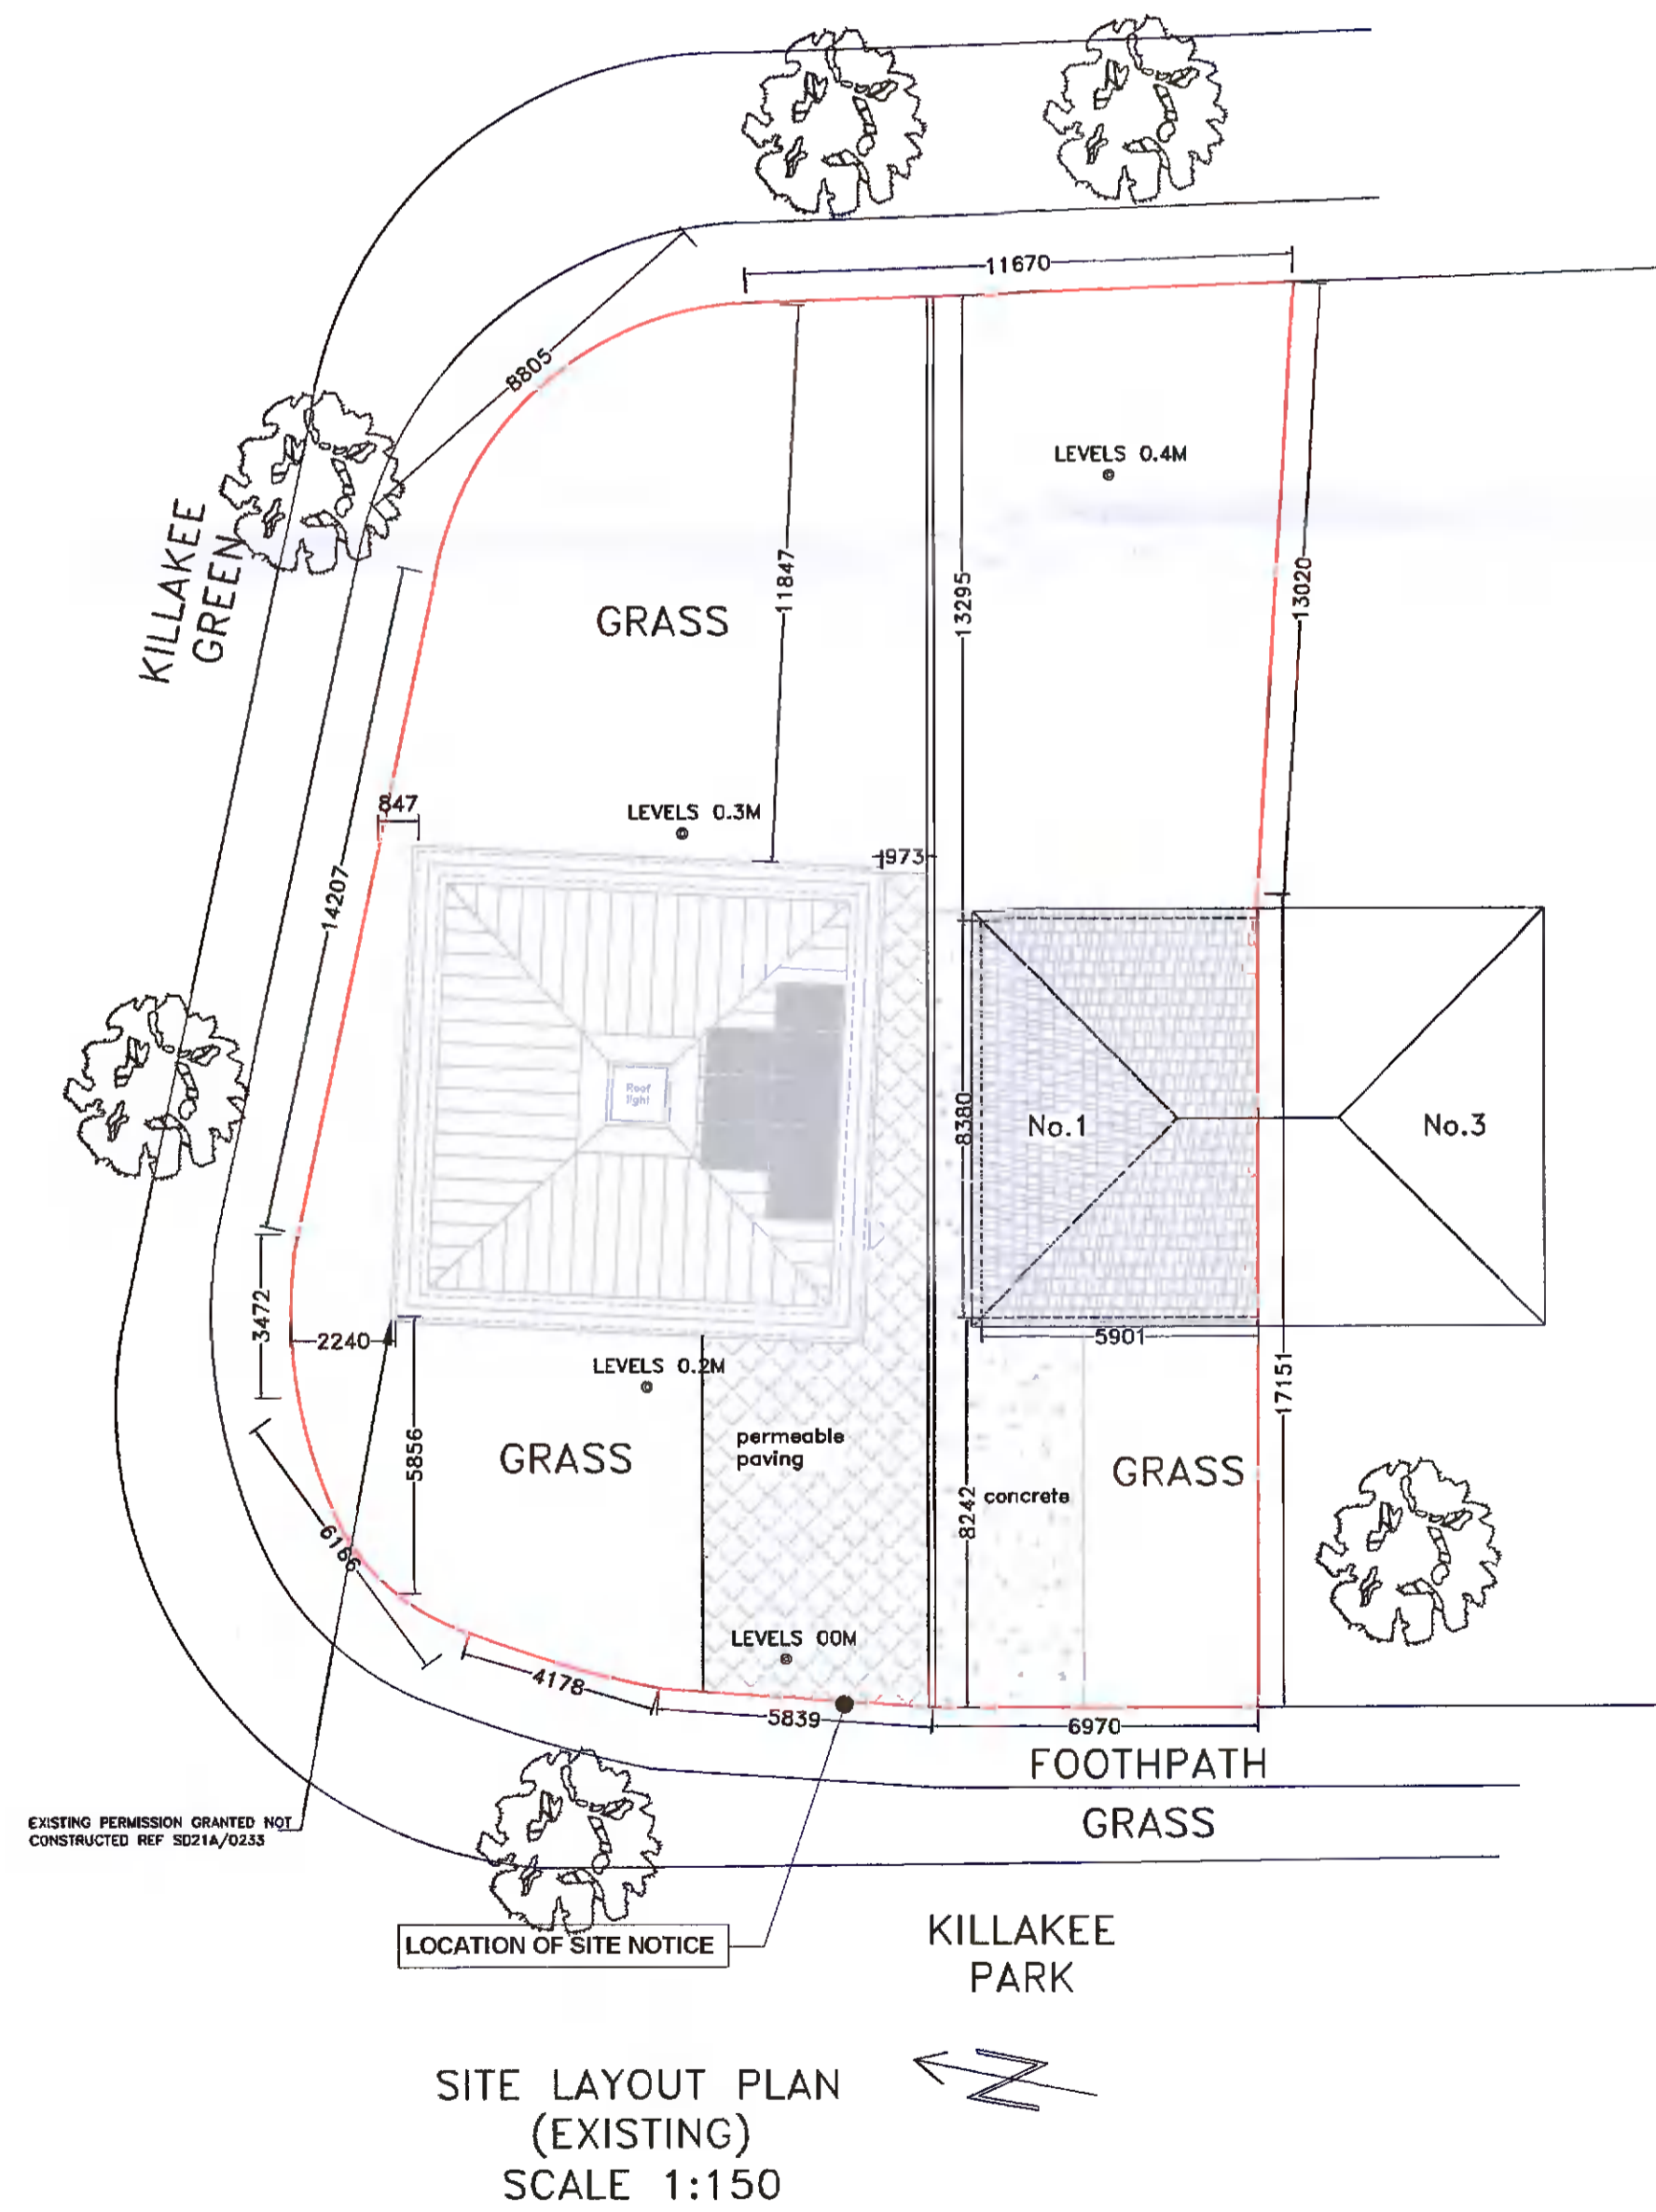 11670
8805
LEVELS 0.4M
KILLAKEE
GREEN
11847
13295
13020
GRASS
847
LEVELS 0.3M
1973
14207
Roof
light
8380
No.1
No.3
3472
2240
5901
LEVELS 0.2M
17151
5856
GRASS
permeable
paving
GRASS
concrete
8242
6166
LEVELS 00M
4178
5839
6970
FOOTHPATH
GRASS
EXISTING PERMISSION GRANTED NOT
CONSTRUCTED REF SD21A/0233
LOCATION OF SITE NOTICE
KILLAKEE
PARK
SITE LAYOUT PLAN
(EXISTING)
SCALE 1:150